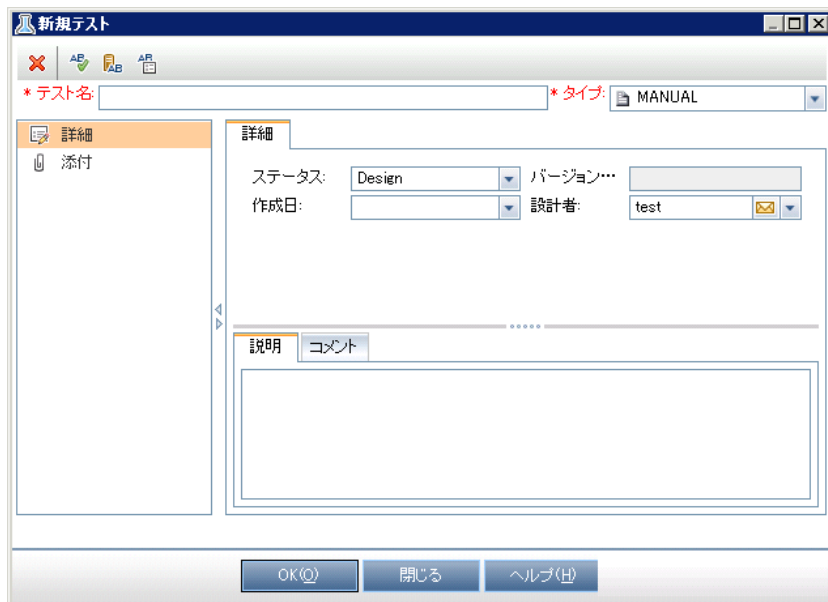 新規テスト
* テスト名: * タイプ: MANUAL
詳細
添付
詳細
ステータス: Design バージョン…
作成日: 設計者: test
説明 コメント
OK(O) 閉じる ヘルプ(H)